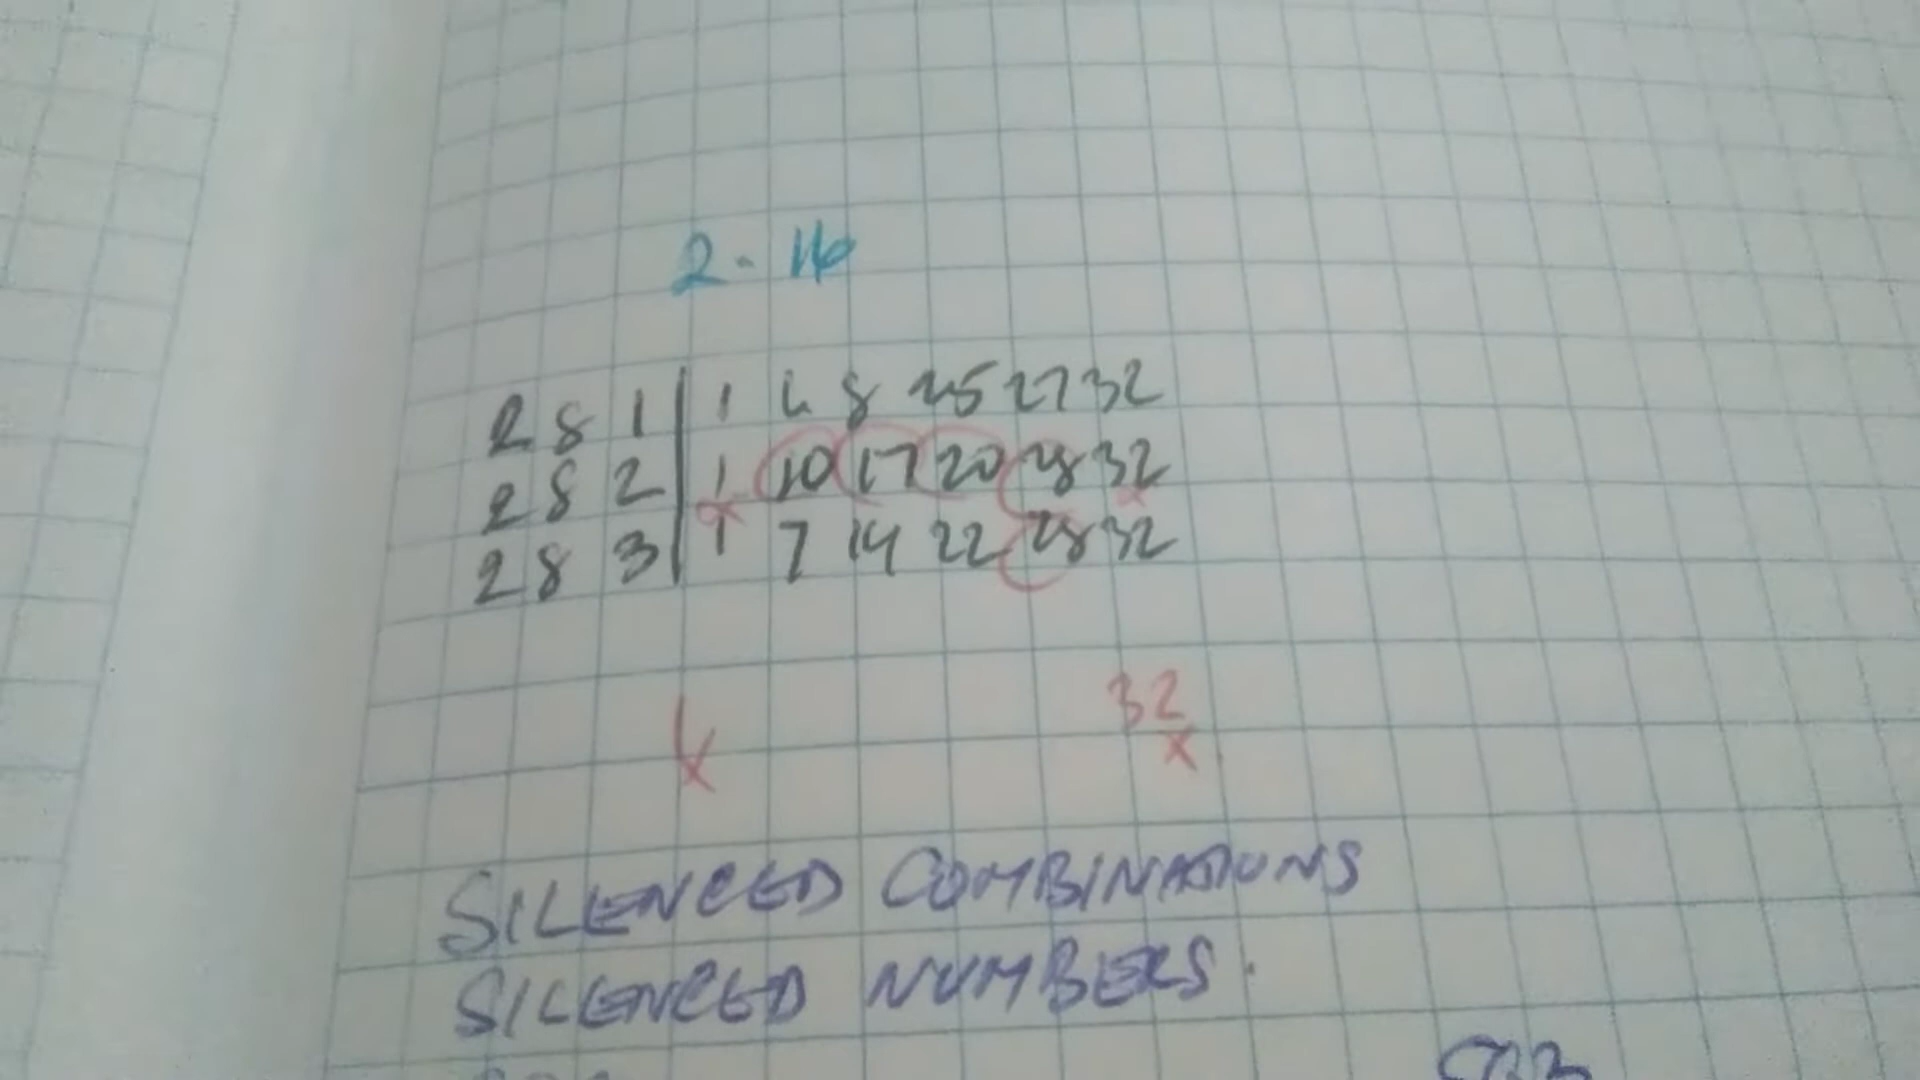 2 - 16
2 8 1 | 1 6 8 25 27 32
2 8 2 | 1 10 17 20 28 32
2 8 3 | 1 7 14 22 28 32
32
x x
SILENCED COMBINATIONS
SILENCED NUMBERS.